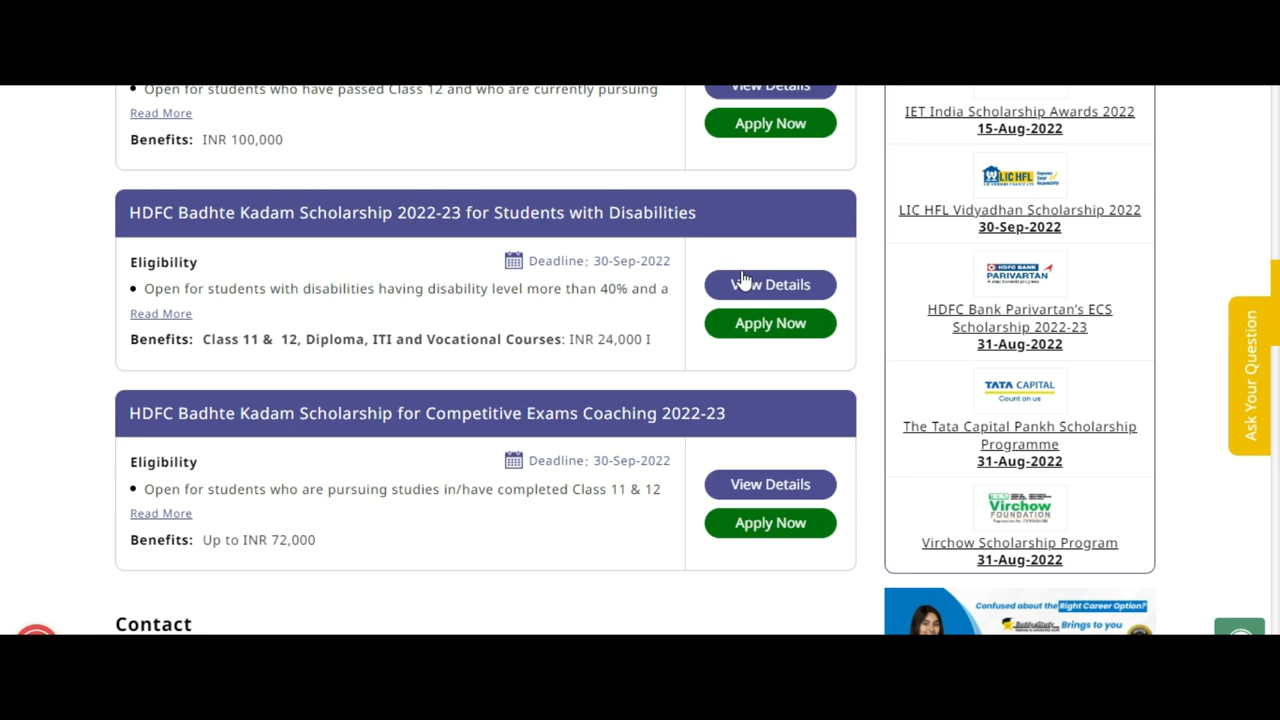 Open for students who have passed Class 12 and who are currently pursuing
View Details
Read More
Apply Now
Benefits: INR 100,000
HDFC Badhte Kadam Scholarship 2022-23 for Students with Disabilities
Eligibility
Deadline: 30-Sep-2022
Open for students with disabilities having disability level more than 40% and a
View Details
Read More
Apply Now
Benefits: Class 11 & 12, Diploma, ITI and Vocational Courses: INR 24,000 I
HDFC Badhte Kadam Scholarship for Competitive Exams Coaching 2022-23
Eligibility
Deadline: 30-Sep-2022
Open for students who are pursuing studies in/have completed Class 11 & 12
View Details
Read More
Apply Now
Benefits: Up to INR 72,000
Contact
IET India Scholarship Awards 2022
15-Aug-2022
LIC HFL
LIC HFL Vidyadhan Scholarship 2022
30-Sep-2022
HDFC BANK
PARIVARTAN
A step towards progress
HDFC Bank Parivartan's ECS
Scholarship 2022-23
31-Aug-2022
TATA CAPITAL
Count on us
The Tata Capital Pankh Scholarship
Programme
31-Aug-2022
Virchow
FOUNDATION
Virchow Scholarship Program
31-Aug-2022
Confused about the Right Career Option?
Brings to you
Ask Your Question